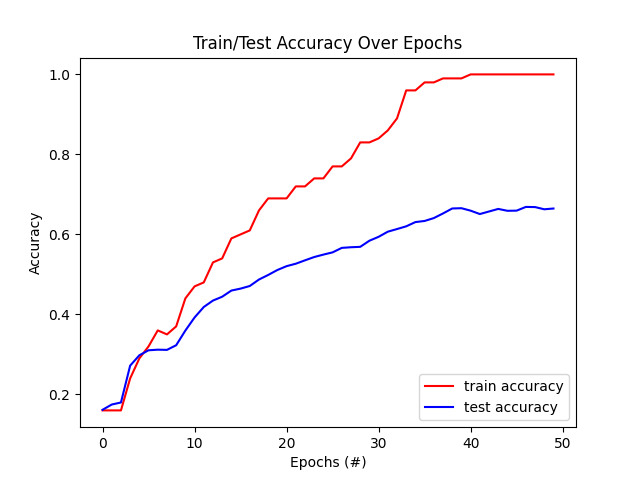 Train/Test Accuracy Over Epochs
1.0
0.8
0.6
0.4
0.2
Accuracy
train accuracy
test accuracy
0 10 20 30 40 50
Epochs (#)